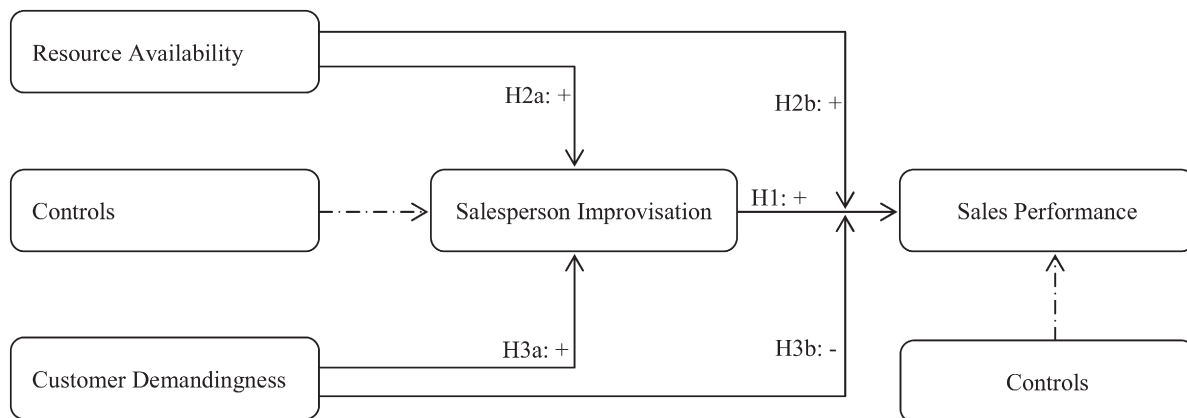 Resource Availability
H2a: +
H2b: +
Controls
Salesperson Improvisation
H1: +
Sales Performance
Customer Demandingness
H3a: +
H3b: -
Controls